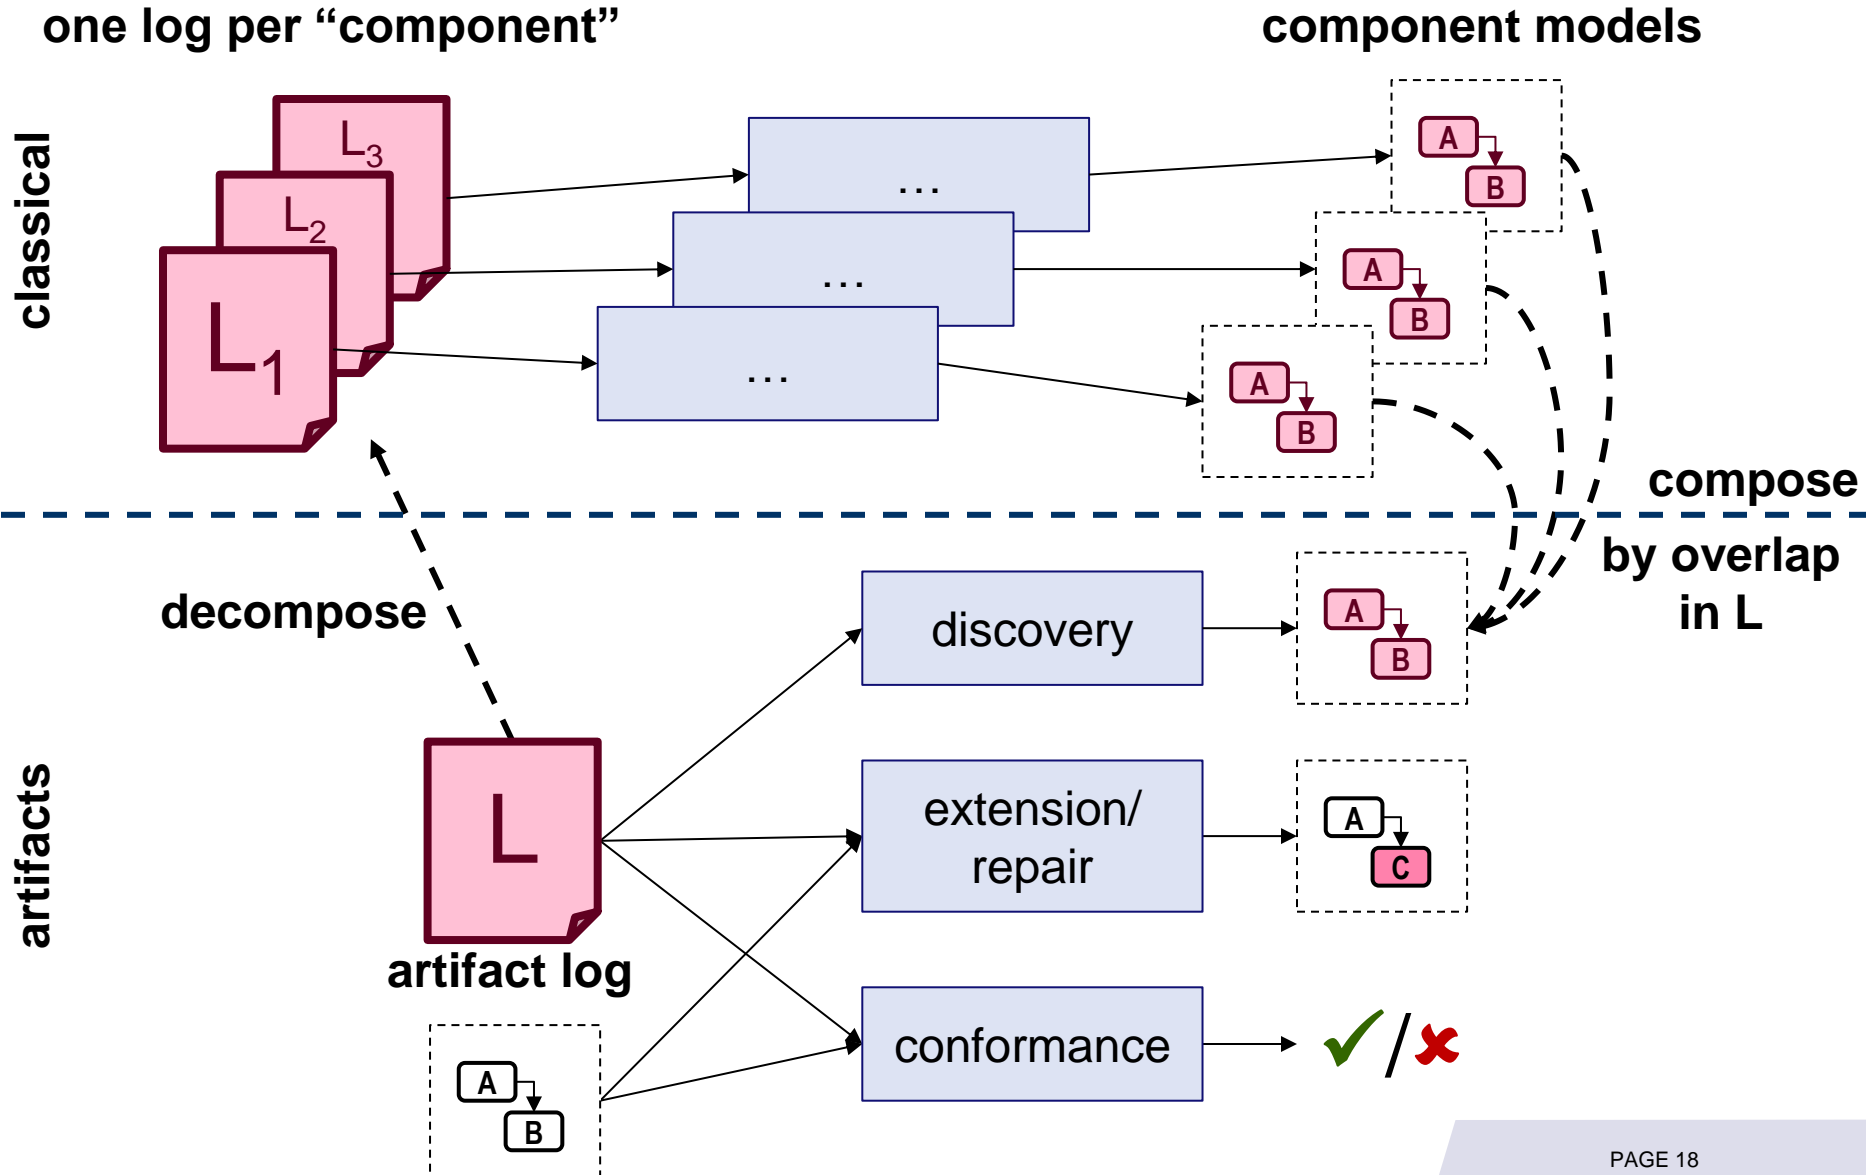 one log per “component”
component models
classical
L3
L2
L1
...
...
...
A
B
A
B
A
B
compose
by overlap
in L
decompose
artifacts
L
artifact log
discovery
A
B
extension/
repair
A
C
conformance
✓/✘
A
B
PAGE 18